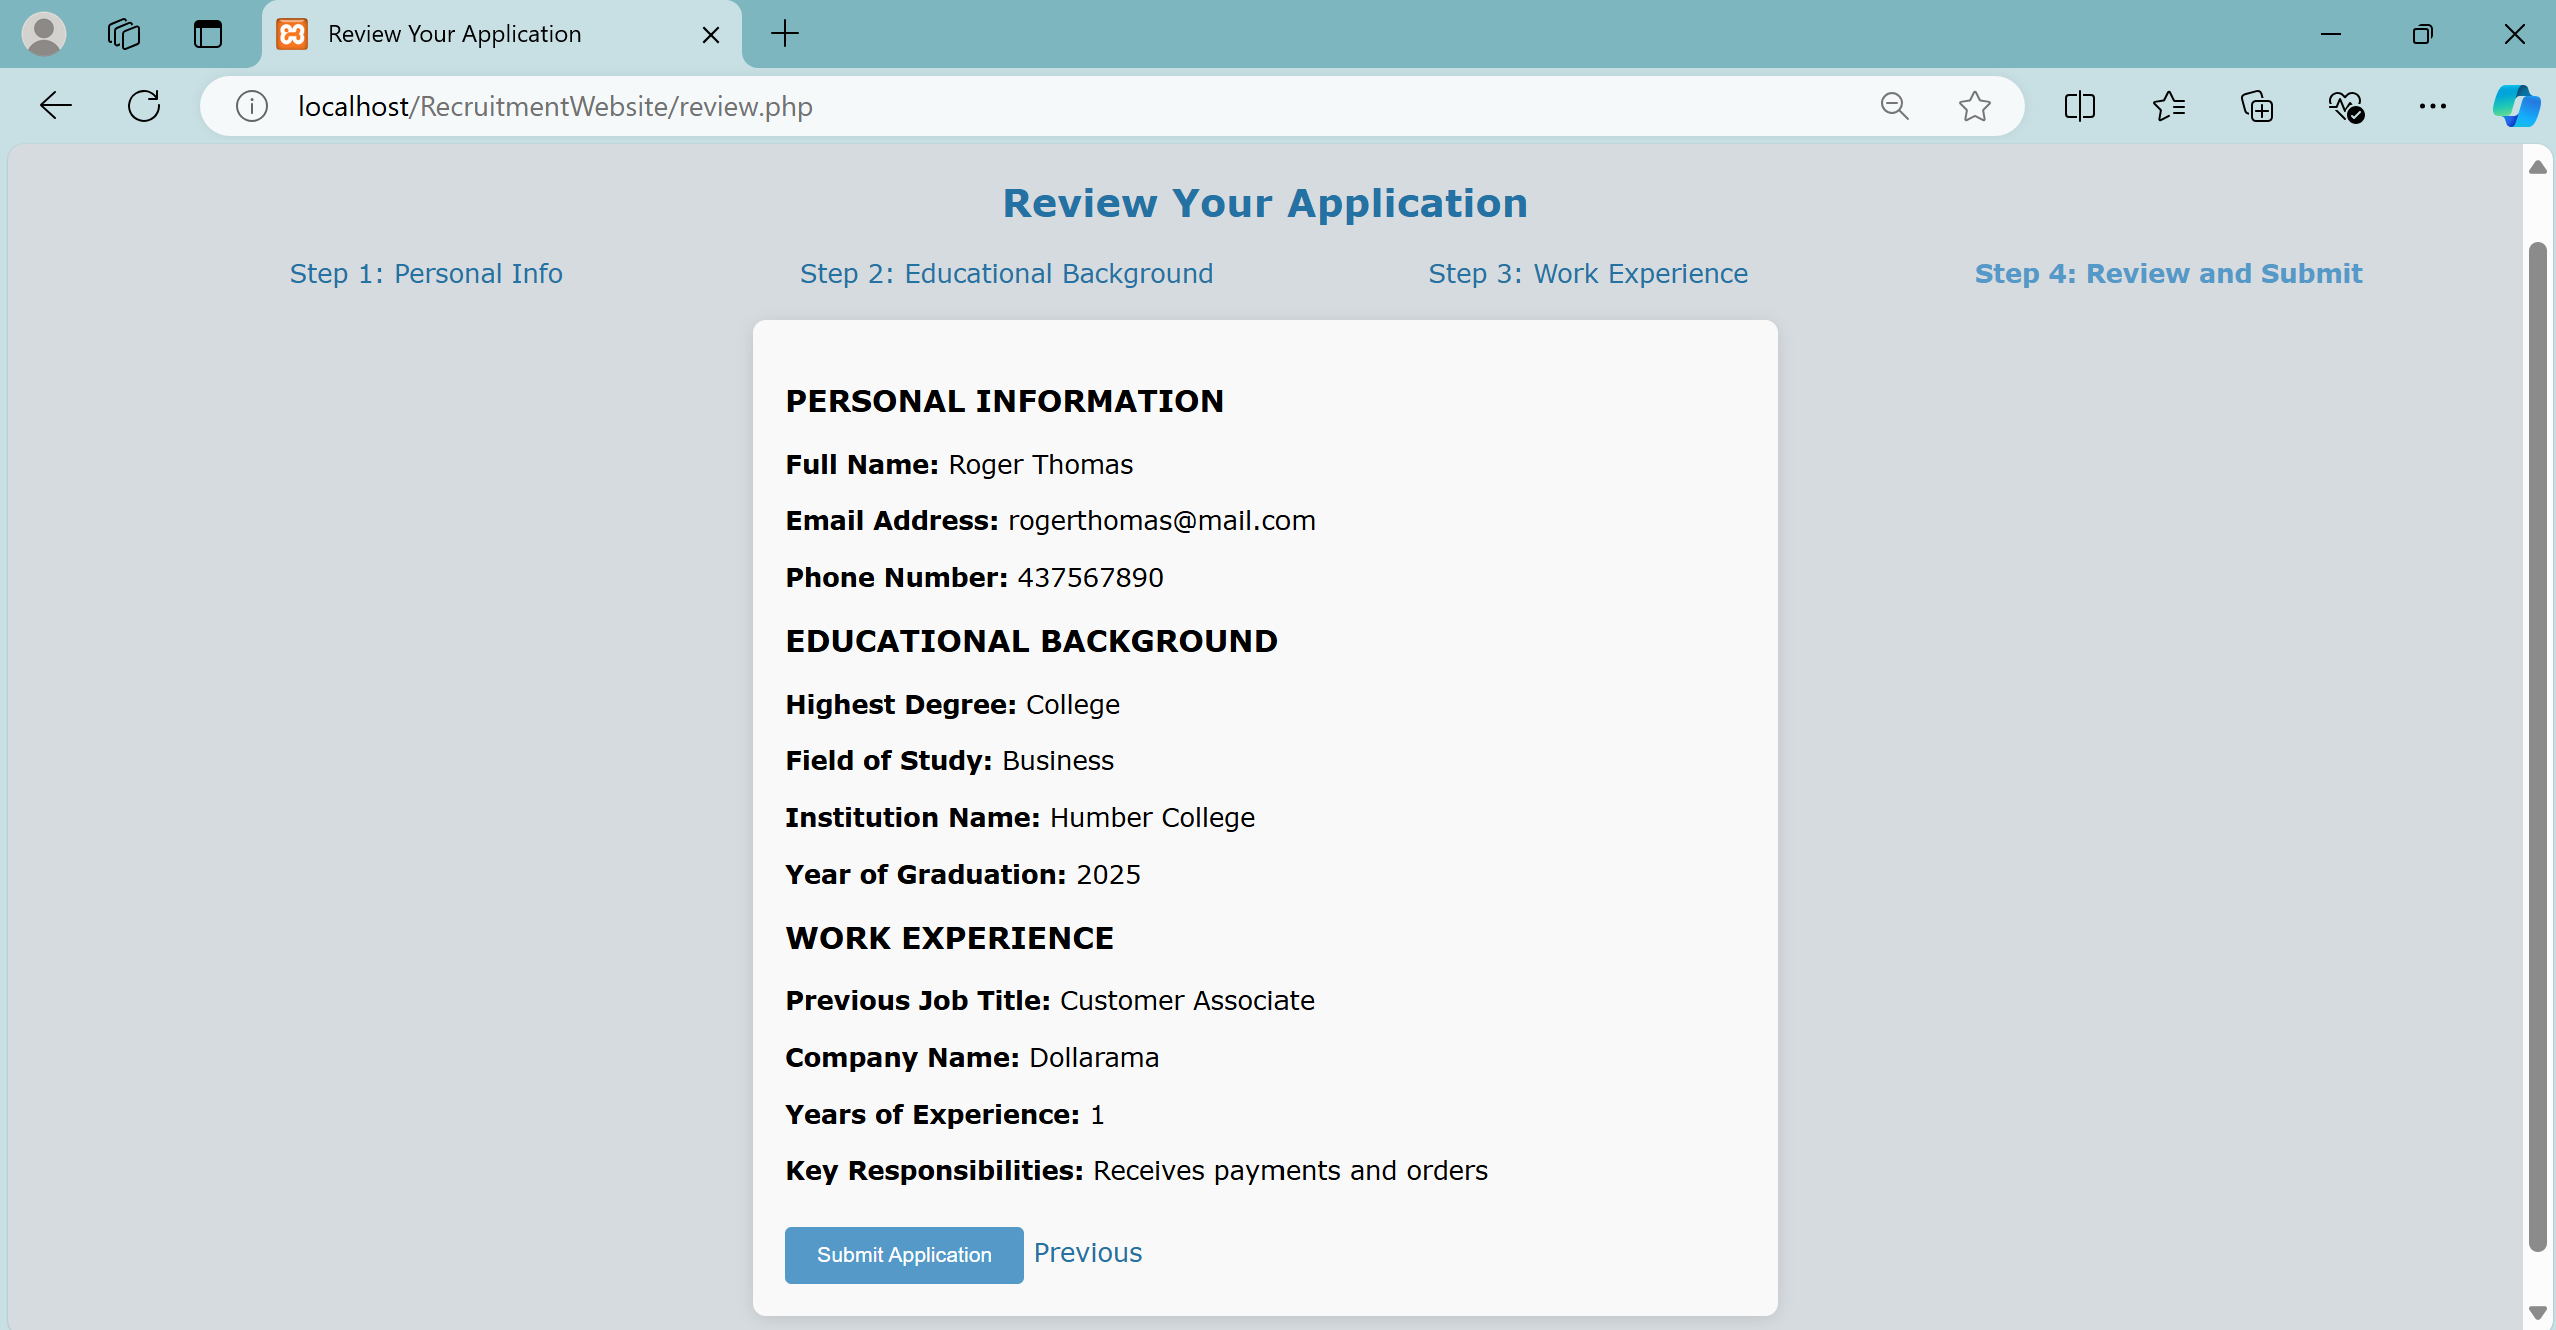 Review Your Application
localhost/RecruitmentWebsite/review.php
Review Your Application
Step 1: Personal Info
Step 2: Educational Background
Step 3: Work Experience
Step 4: Review and Submit
PERSONAL INFORMATION
Full Name: Roger Thomas
Email Address: rogerthomas@mail.com
Phone Number: 437567890
EDUCATIONAL BACKGROUND
Highest Degree: College
Field of Study: Business
Institution Name: Humber College
Year of Graduation: 2025
WORK EXPERIENCE
Previous Job Title: Customer Associate
Company Name: Dollarama
Years of Experience: 1
Key Responsibilities: Receives payments and orders
Submit Application Previous